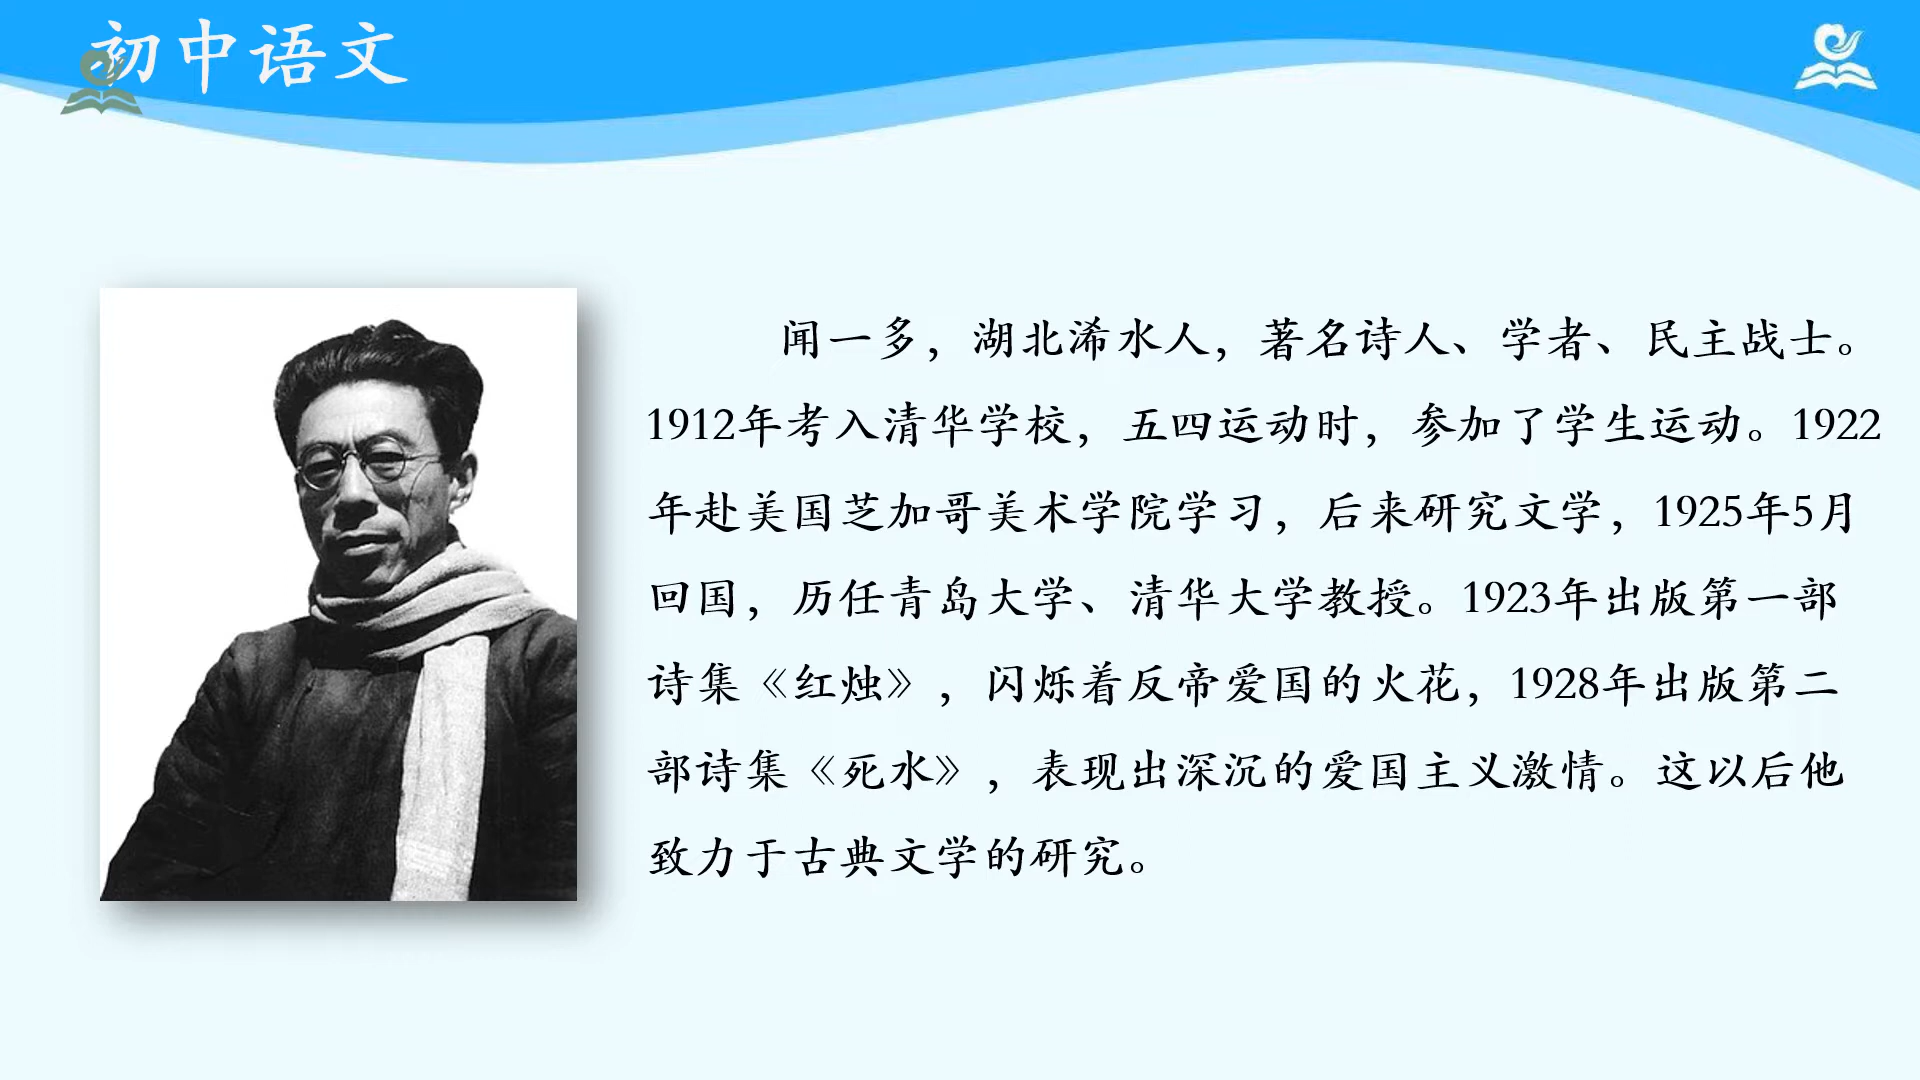 初中语文
闻一多，湖北浠水人，著名诗人、学者、民主战士。
1912年考入清华学校，五四运动时，参加了学生运动。1922
年赴美国芝加哥美术学院学习，后来研究文学，1925年5月
回国，历任青岛大学、清华大学教授。1923年出版第一部
诗集《红烛》，闪烁着反帝爱国的火花，1928年出版第二
部诗集《死水》，表现出深沉的爱国主义激情。这以后他
致力于古典文学的研究。